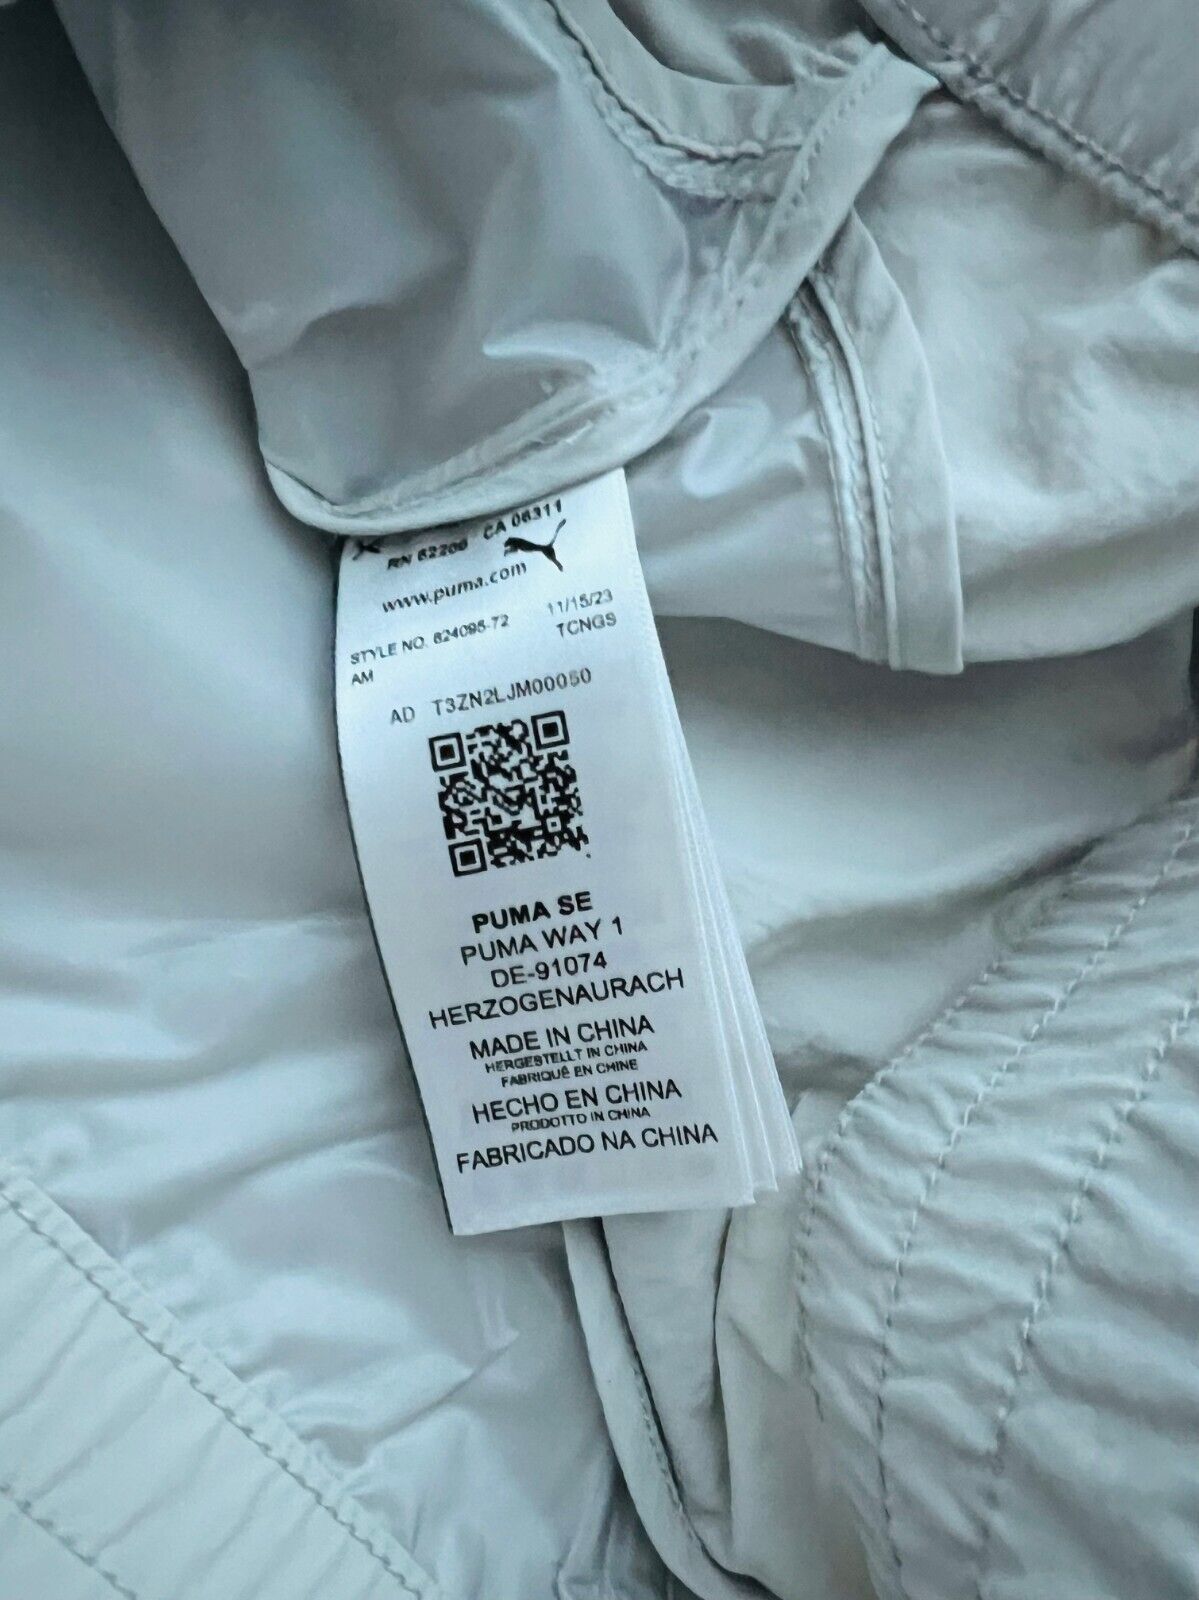 RN 62200 CA 06311
www.puma.com
STYLE NO. 624095-72 11/15/23
AM TCNGS
AD T3ZN2LJM00050
PUMA SE
PUMA WAY 1
DE-91074
HERZOGENAURACH
MADE IN CHINA
HERGESTELLT IN CHINA
FABRIQUÉ EN CHINE
HECHO EN CHINA
PRODOTTO IN CHINA
FABRICADO NA CHINA